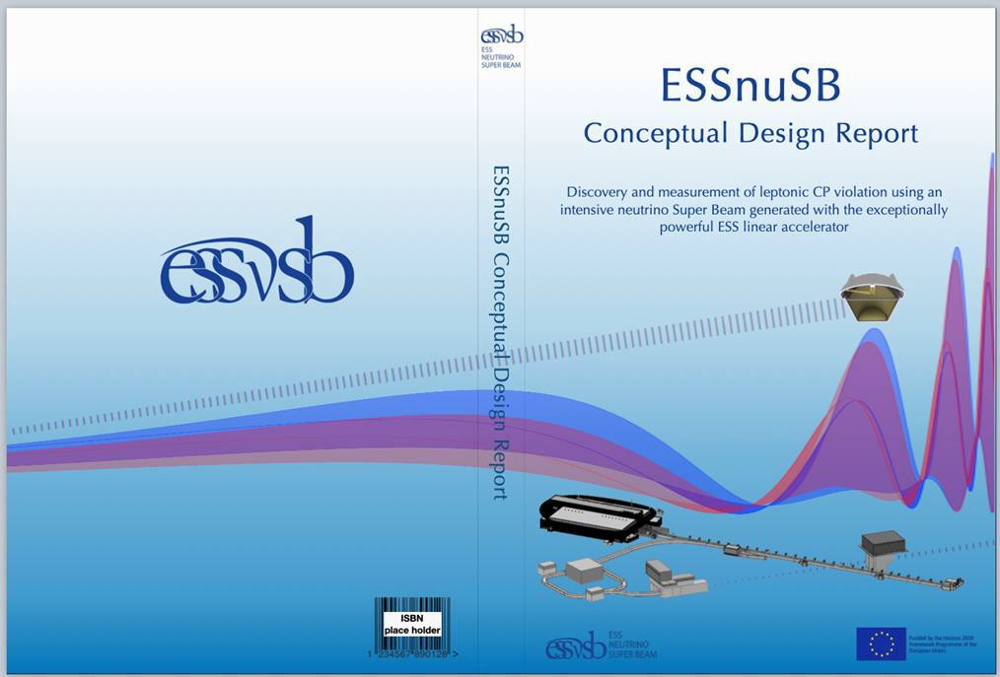 essνsb
ISBN
place holder
1 234567 890128 >
essνsb
ESS
NEUTRINO
SUPER BEAM
ESSnuSB Conceptual Design Report
ESSnuSB
Conceptual Design Report
Discovery and measurement of leptonic CP violation using an
intensive neutrino Super Beam generated with the exceptionally
powerful ESS linear accelerator
essνsb
ESS
NEUTRINO
SUPER BEAM
Funded by the Horizon 2020
Framework Programme of the
European Union